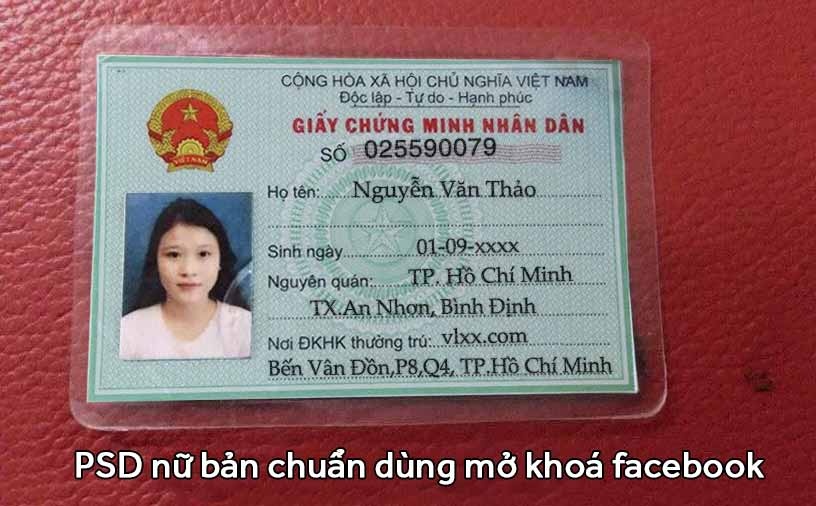 CỘNG HÒA XÃ HỘI CHỦ NGHĨA VIỆT NAM
Độc lập - Tự do - Hạnh phúc
GIẤY CHỨNG MINH NHÂN DÂN
SỐ 025590079
VIỆT NAM
Họ tên:.....Nguyễn Văn Thảo
Sinh ngày..........01-09-xxxx
Nguyên quán:......TP. Hồ Chí Minh
TX.An Nhơn, Bình Định
Nơi ĐKHK thường trú:..vlxx.com
Bến Vân Đồn,P8,Q4, TP.Hồ Chí Minh
PSD nữ bản chuẩn dùng mở khoá facebook